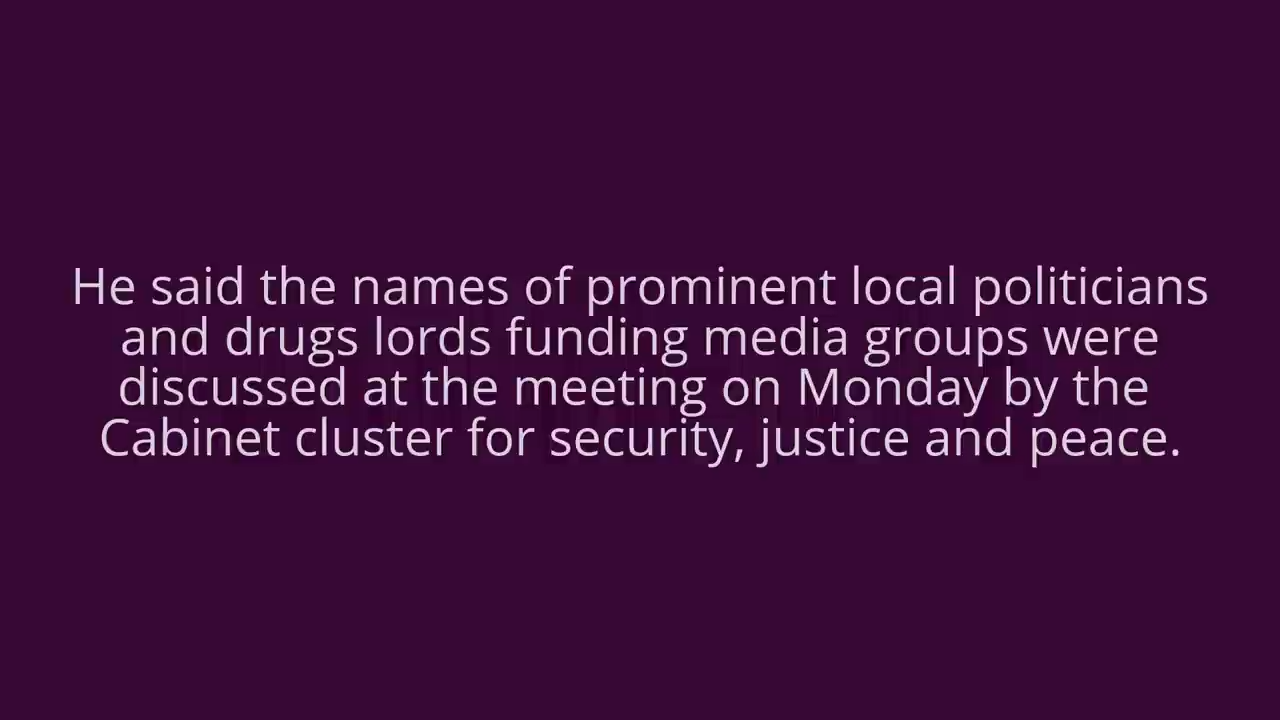 He said the names of prominent local politicians
and drugs lords funding media groups were
discussed at the meeting on Monday by the
Cabinet cluster for security, justice and peace.